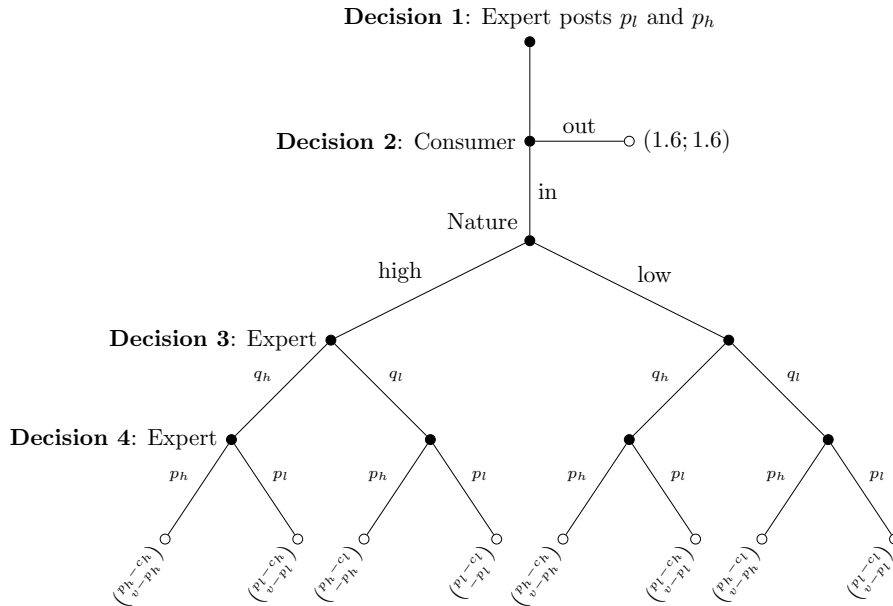 Decision 1: Expert posts p_l and p_h
Decision 2: Consumer
out
(1.6; 1.6)
in
Nature
high
low
Decision 3: Expert
q_h
q_l
q_h
q_l
Decision 4: Expert
p_h
p_l
p_h
p_l
p_h
p_l
p_h
p_l
(p_h−c_h
v−p_h)
(p_l−c_h
v−p_l)
(p_h−c_l
−p_h)
(p_l−c_l
−p_l)
(p_h−c_h
v−p_h)
(p_l−c_h
v−p_l)
(p_h−c_l
v−p_h)
(p_l−c_l
v−p_l)